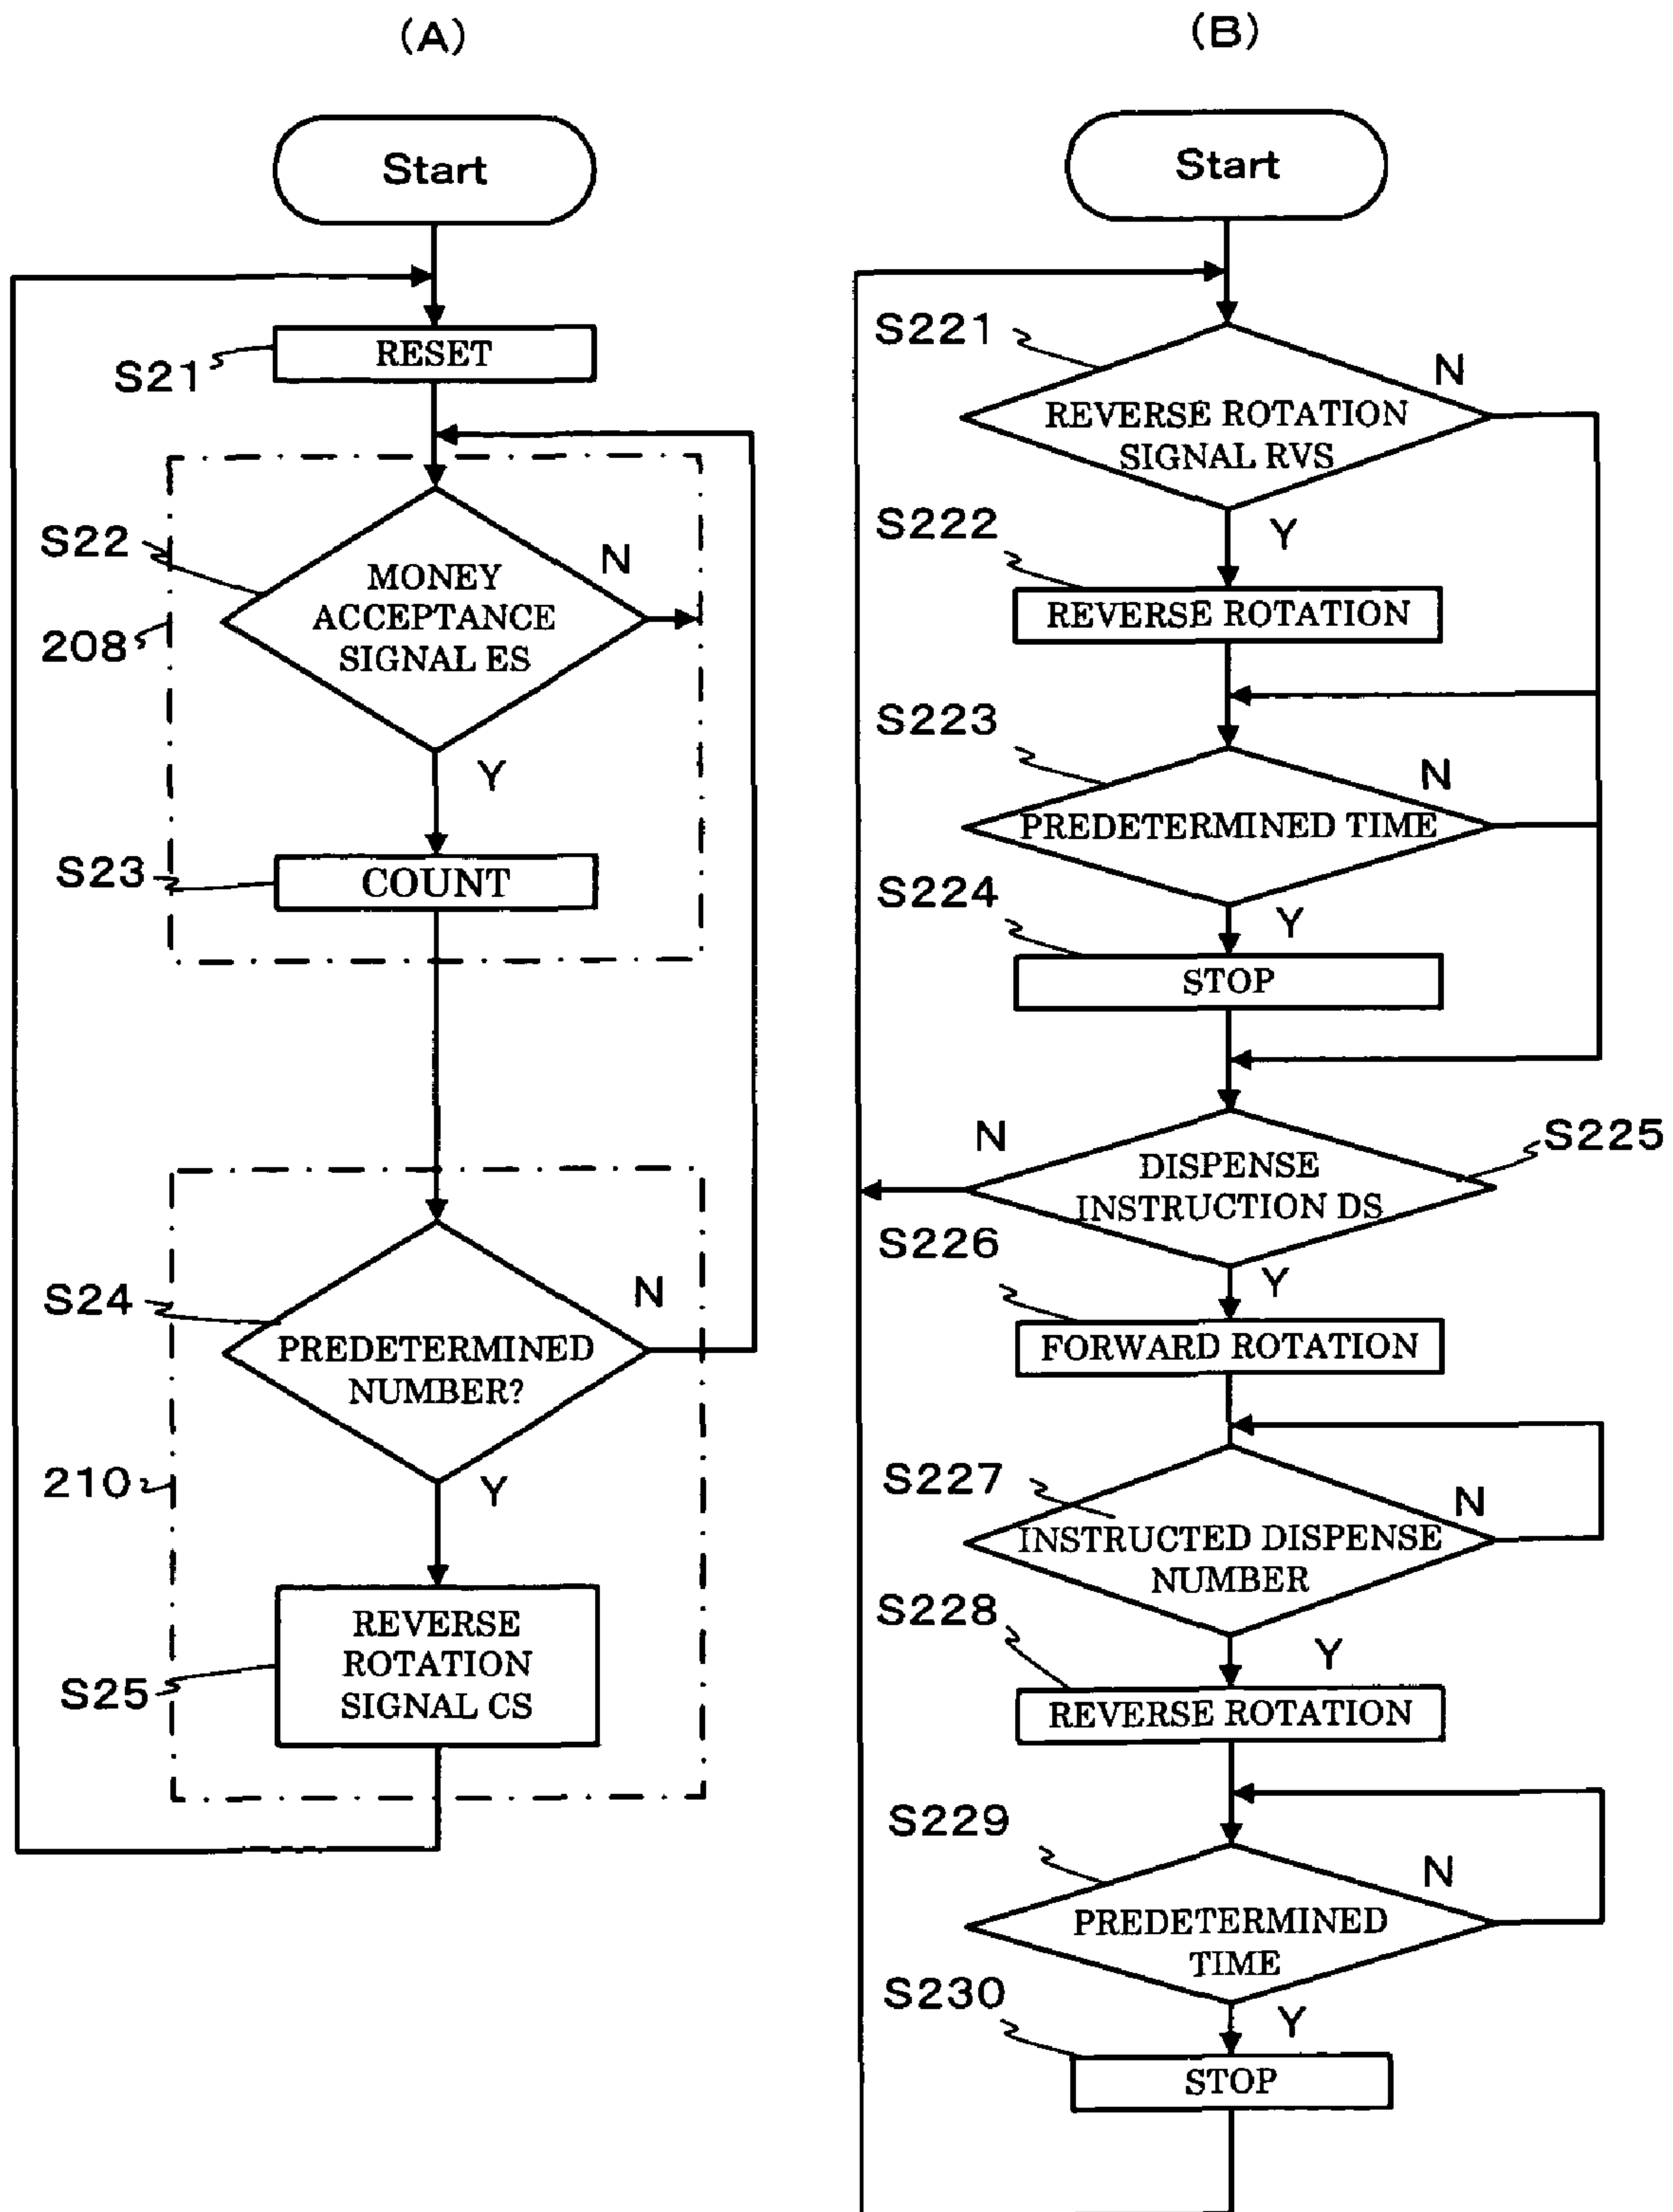 (A)
Start
S21
RESET
S22
MONEY
ACCEPTANCE
SIGNAL ES
N
208
Y
S23
COUNT
S24
PREDETERMINED
NUMBER?
N
210
Y
S25
REVERSE
ROTATION
SIGNAL CS
(B)
Start
S221
REVERSE ROTATION
SIGNAL RVS
N
Y
S222
REVERSE ROTATION
S223
PREDETERMINED TIME
N
Y
S224
STOP
S225
DISPENSE
INSTRUCTION DS
N
Y
S226
FORWARD ROTATION
S227
INSTRUCTED DISPENSE
NUMBER
N
Y
S228
REVERSE ROTATION
S229
PREDETERMINED
TIME
N
Y
S230
STOP